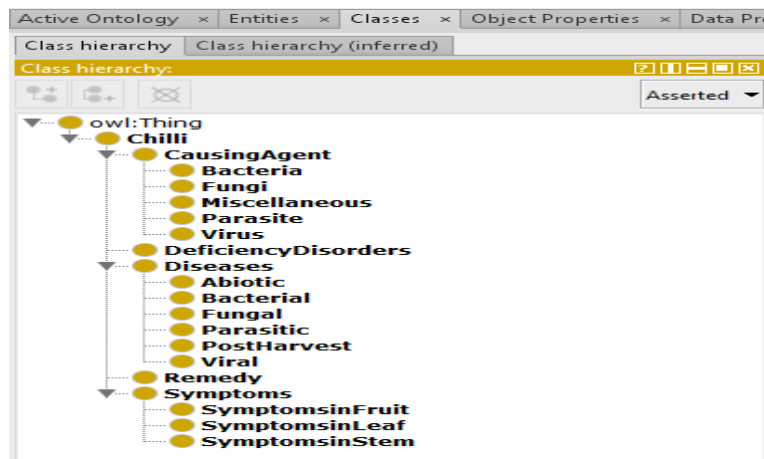 Active Ontology × Entities × Classes × Object Properties × Data Pr
Class hierarchy Class hierarchy (inferred)
Class hierarchy:
Asserted
owl:Thing
Chilli
CausingAgent
Bacteria
Fungi
Miscellaneous
Parasite
Virus
DeficiencyDisorders
Diseases
Abiotic
Bacterial
Fungal
Parasitic
PostHarvest
Viral
Remedy
Symptoms
SymptomsinFruit
SymptomsinLeaf
SymptomsinStem